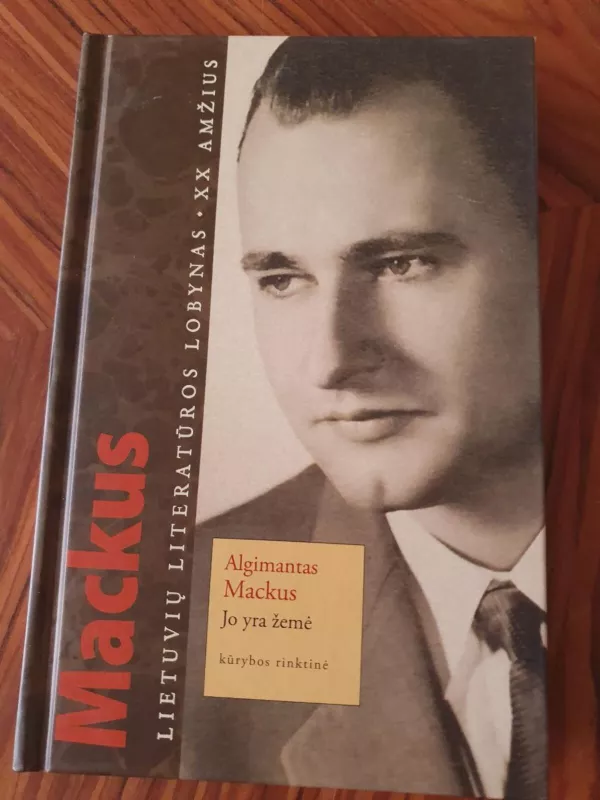 Mackus
LIETUVIŲ LITERATŪROS LOBYNAS · XX AMŽIUS
Algimantas
Mackus
Jo yra žemė
kūrybos rinktinė